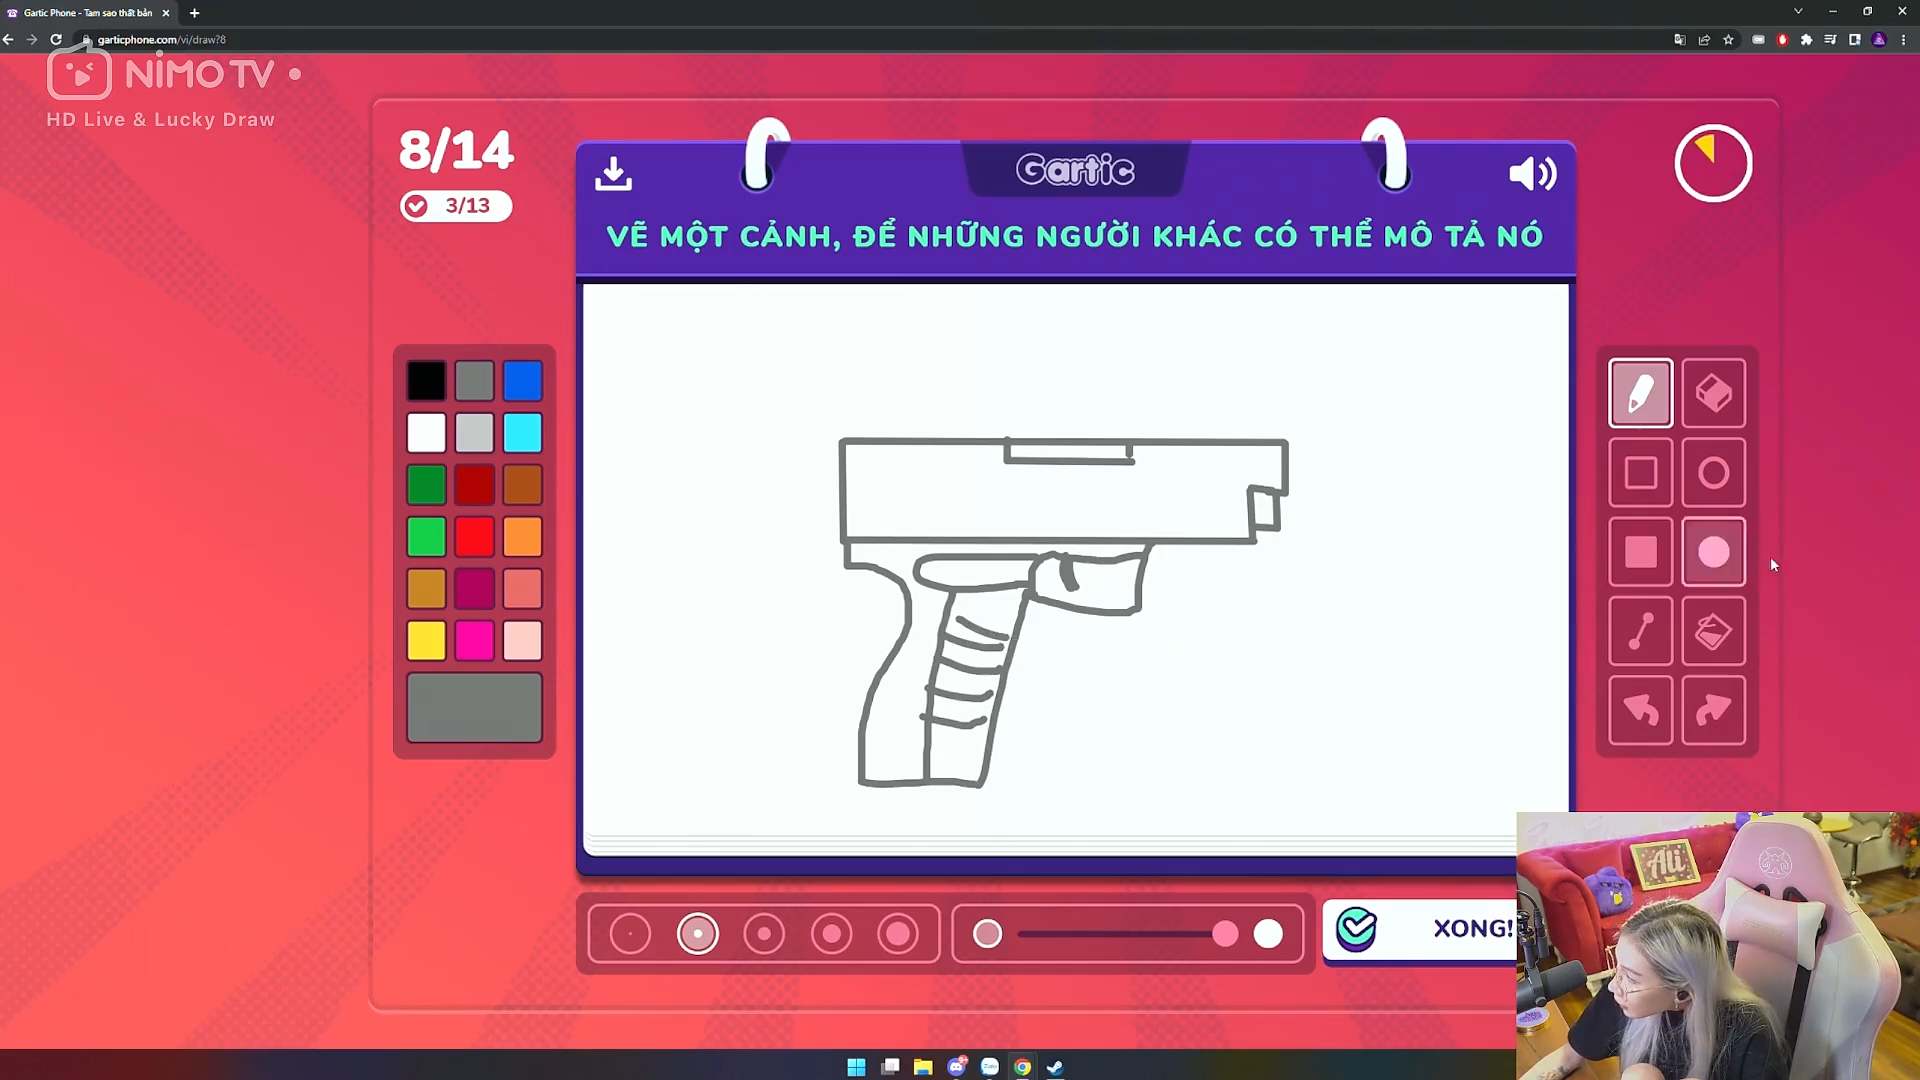 Gartic Phone - Tam sao thất bản
garticphone.com/vi/draw?8
NIMO TV
HD Live & Lucky Draw
8/14
3/13
Gartic
VẼ MỘT CẢNH, ĐỂ NHỮNG NGƯỜI KHÁC CÓ THỂ MÔ TẢ NÓ
XONG!
Ali
Zalo